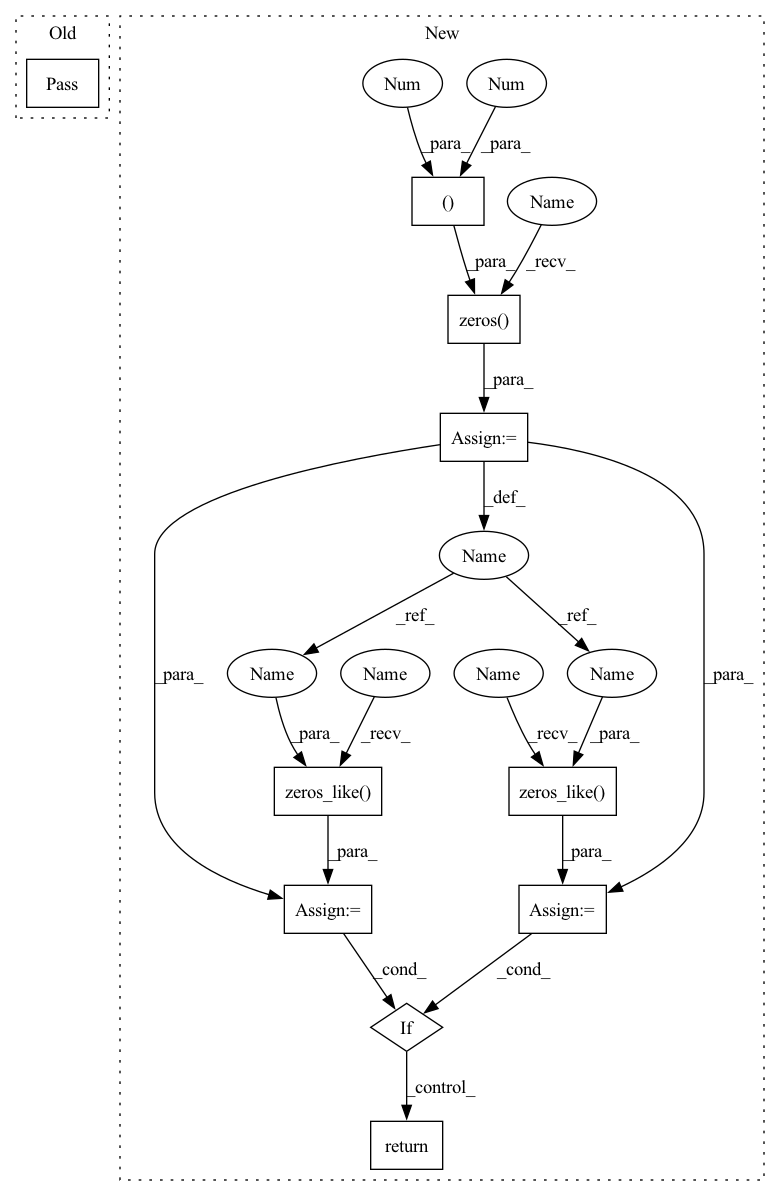 Old
New
Pass
Num
Num
_para_
_para_
()
Name
_para_
_recv_
zeros()
_para_
Assign:=
_def_
Name
_ref_
_ref_
_para_
Name
Name
Name
Name
_para_
_para_
_recv_
_recv_
_para_
zeros_like()
zeros_like()
_para_
_para_
Assign:=
Assign:=
_cond_
_cond_
If
_control_
return